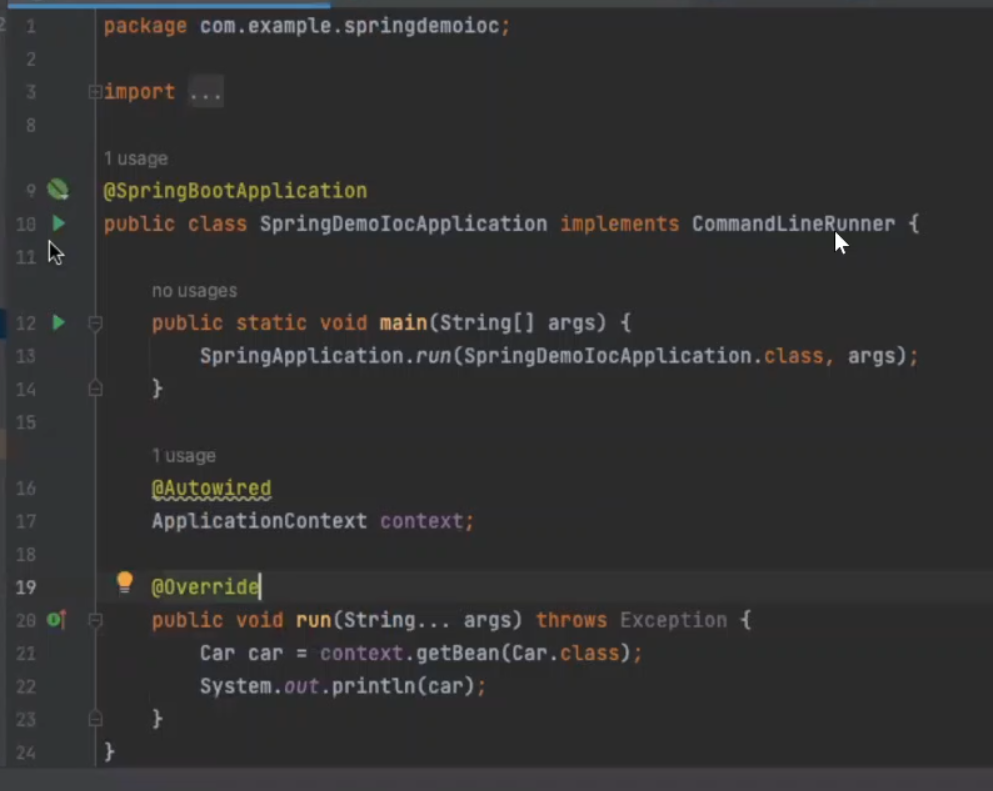 1 package com.example.springdemoioc;
2
3 import ...
8
1 usage
9 @SpringBootApplication
10 public class SpringDemoIocApplication implements CommandLineRunner {
11
no usages
12 public static void main(String[] args) {
13 SpringApplication.run(SpringDemoIocApplication.class, args);
14 }
15
1 usage
16 @Autowired
17 ApplicationContext context;
18
19 @Override
20 public void run(String... args) throws Exception {
21 Car car = context.getBean(Car.class);
22 System.out.println(car);
23 }
24 }